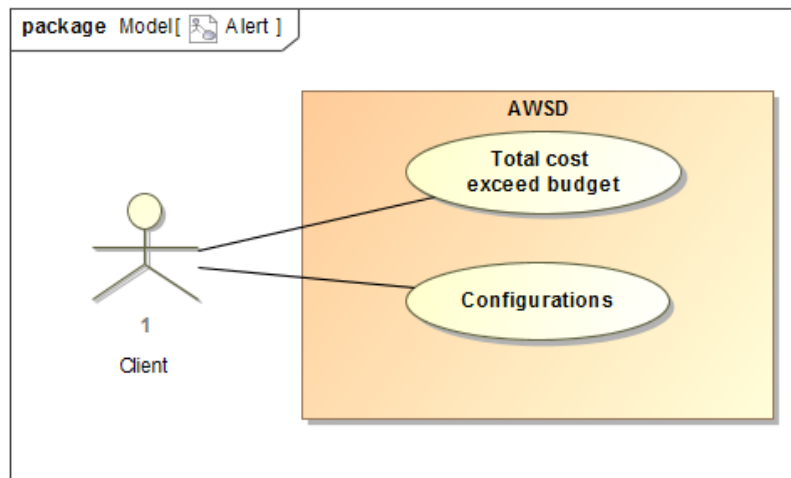 package Model[ Alert ]
AWSD
Total cost
exceed budget
Configurations
1
Client